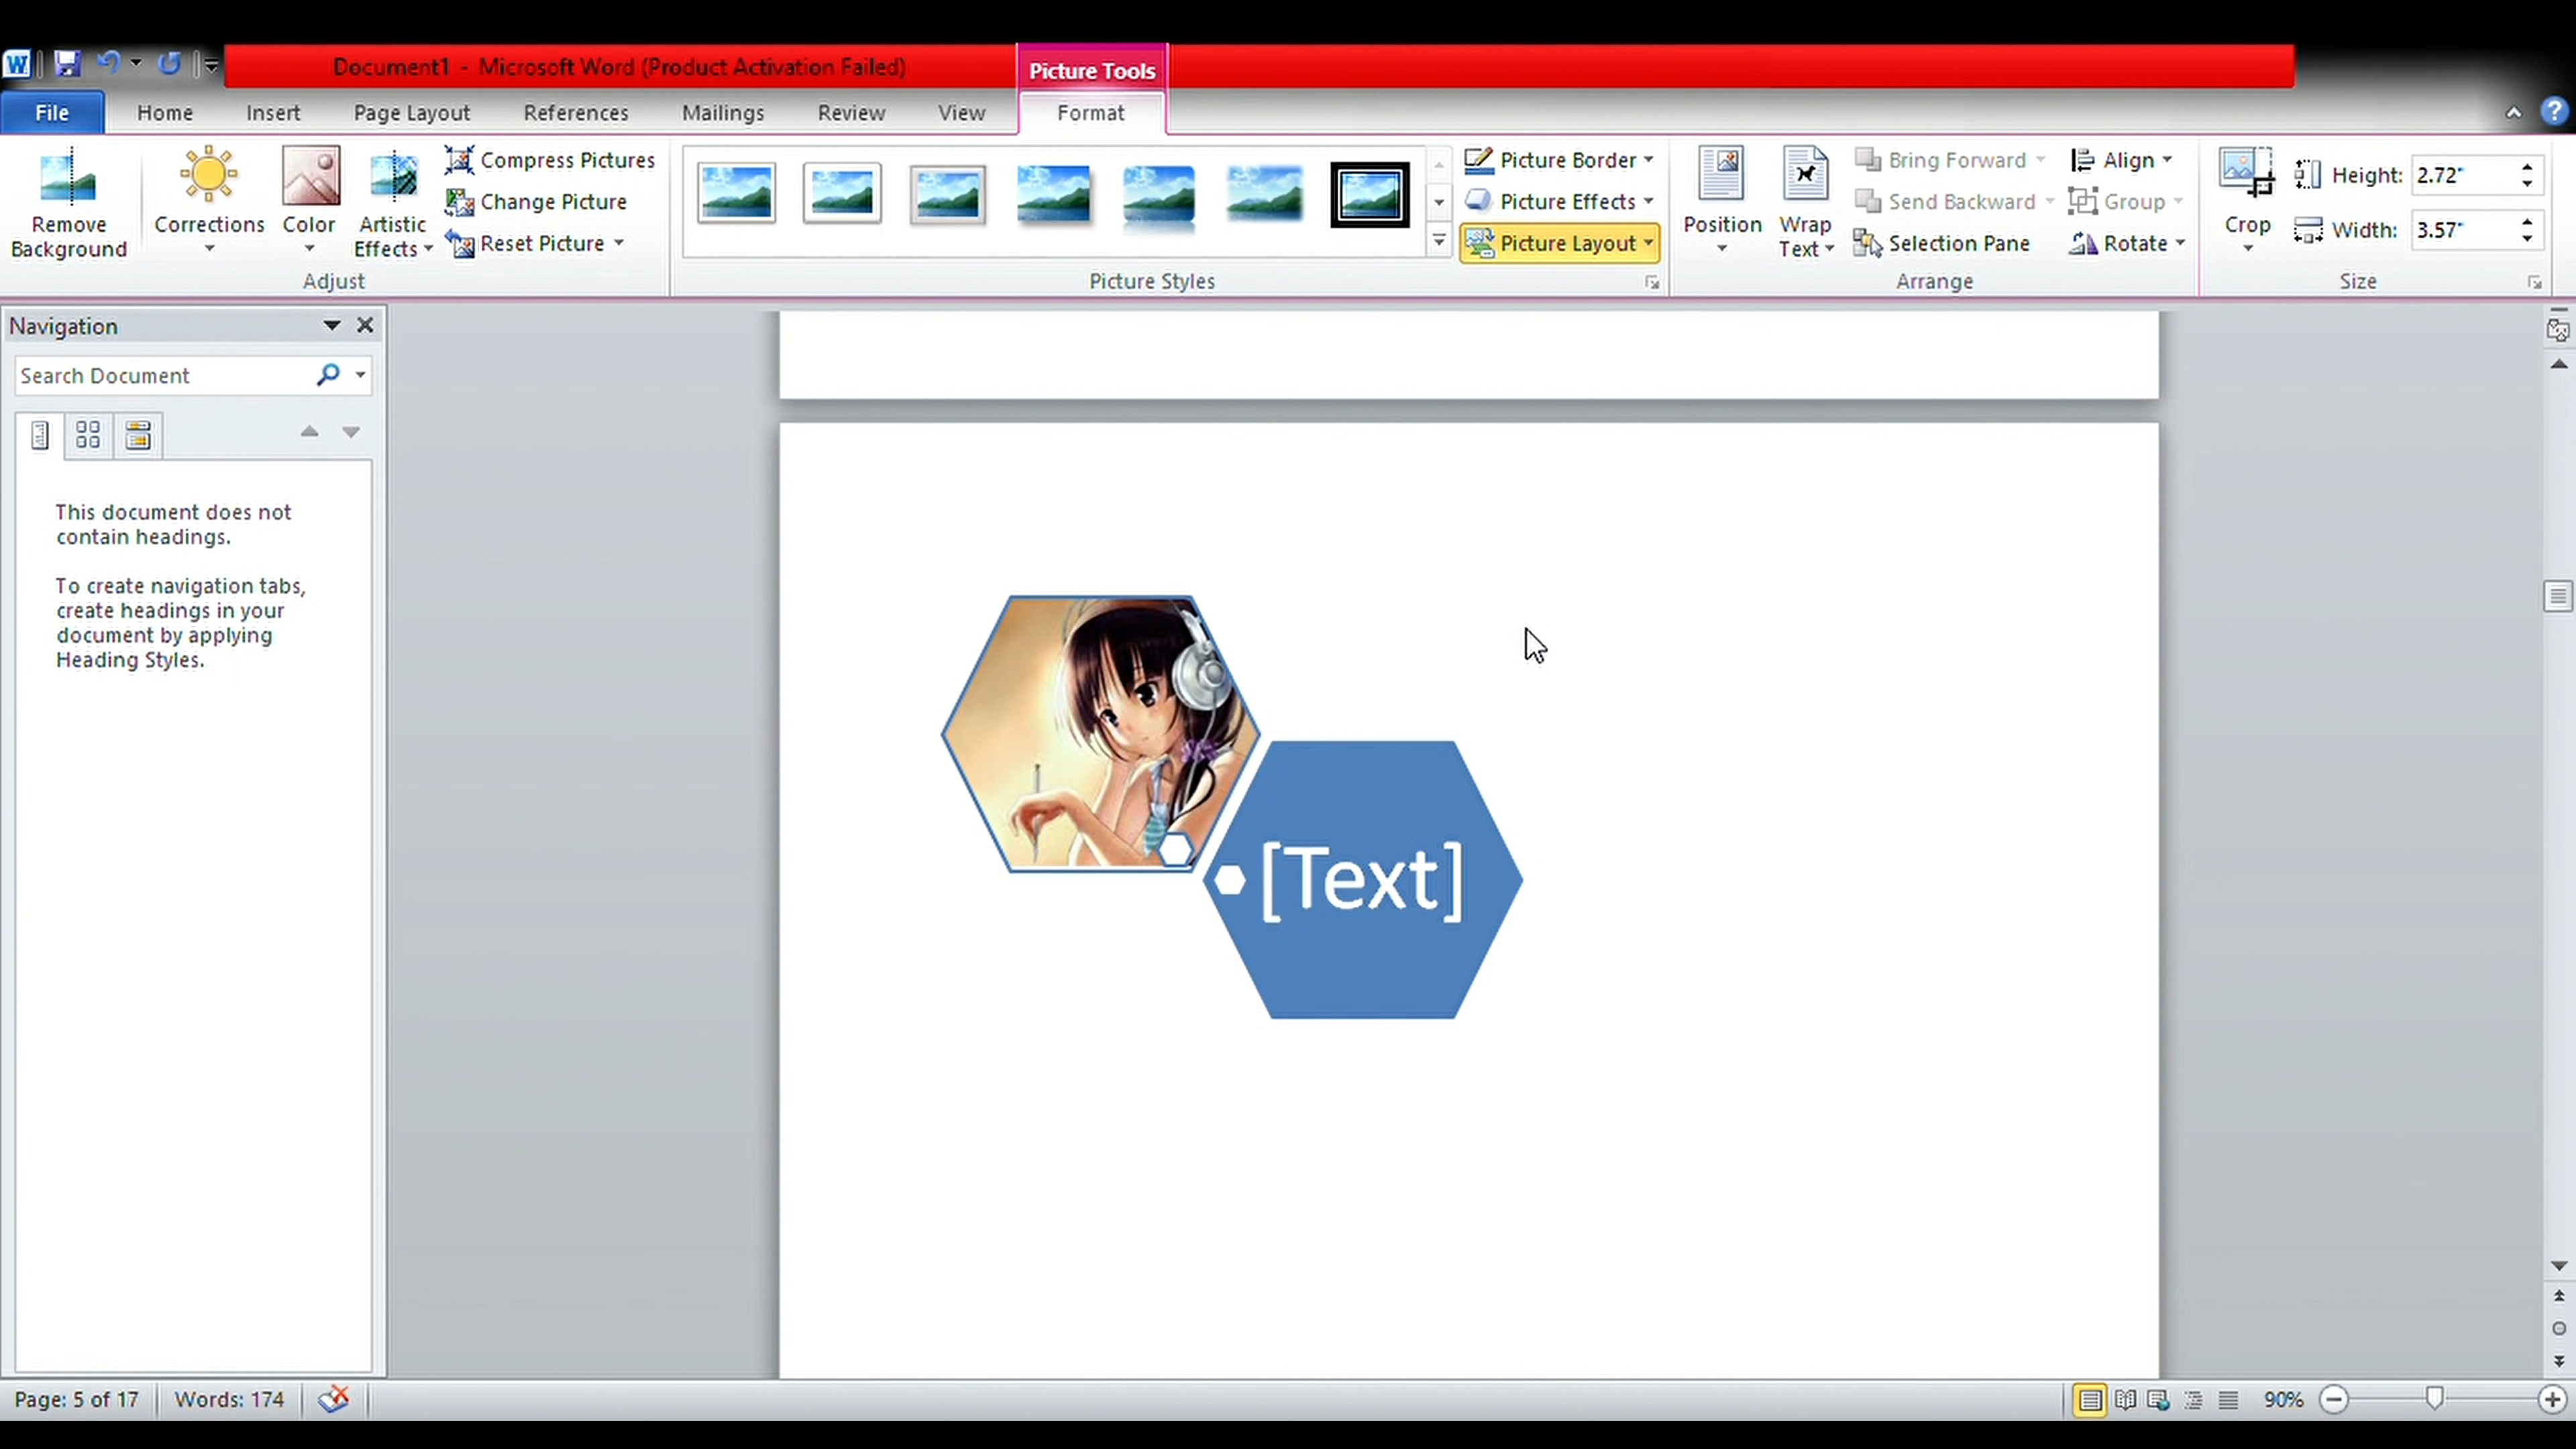 Document1 - Microsoft Word (Product Activation Failed)
Picture Tools
File Home Insert Page Layout References Mailings Review View Format
Remove Background
Corrections
Color
Artistic Effects
Compress Pictures
Change Picture
Reset Picture
Adjust
Picture Border
Picture Effects
Picture Layout
Picture Styles
Position
Wrap Text
Bring Forward
Send Backward
Selection Pane
Align
Group
Rotate
Arrange
Crop
Height: 2.72"
Width: 3.57"
Size
Navigation
Search Document
This document does not
contain headings.
To create navigation tabs,
create headings in your
document by applying
Heading Styles.
[Text]
Page: 5 of 17 Words: 174 90%